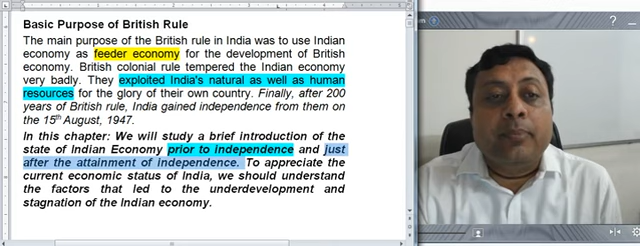 Basic Purpose of British Rule
The main purpose of the British rule in India was to use Indian
economy as feeder economy for the development of British
economy. British colonial rule tempered the Indian economy
very badly. They exploited India's natural as well as human
resources for the glory of their own country. Finally, after 200
years of British rule, India gained independence from them on
the 15th August, 1947.
In this chapter: We will study a brief introduction of the
state of Indian Economy prior to independence and just
after the attainment of independence. To appreciate the
current economic status of India, we should understand
the factors that led to the underdevelopment and
stagnation of the Indian economy.